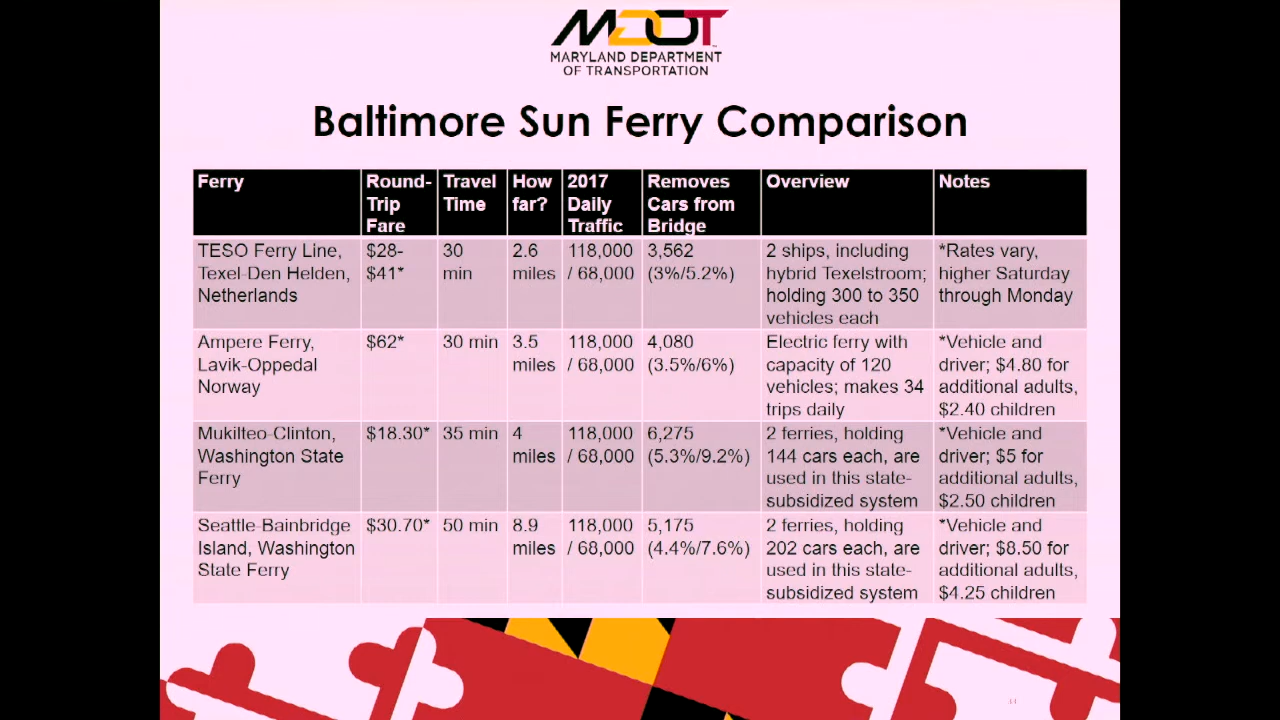 MDOT
MARYLAND DEPARTMENT
OF TRANSPORTATION
Baltimore Sun Ferry Comparison
Ferry
Round-
Trip
Fare
Travel
Time
How
far?
2017
Daily
Traffic
Removes
Cars from
Bridge
Overview
Notes
TESO Ferry Line,
Texel-Den Helden,
Netherlands
$28-
$41*
30
min
2.6
miles
118,000
/ 68,000
3,562
(3%/5.2%)
2 ships, including
hybrid Texelstroom;
holding 300 to 350
vehicles each
*Rates vary,
higher Saturday
through Monday
Ampere Ferry,
Lavik-Oppedal
Norway
$62*
30 min
3.5
miles
118,000
/ 68,000
4,080
(3.5%/6%)
Electric ferry with
capacity of 120
vehicles; makes 34
trips daily
*Vehicle and
driver; $4.80 for
additional adults,
$2.40 children
Mukilteo-Clinton,
Washington State
Ferry
$18.30*
35 min
4
miles
118,000
/ 68,000
6,275
(5.3%/9.2%)
2 ferries, holding
144 cars each, are
used in this state-
subsidized system
*Vehicle and
driver; $5 for
additional adults,
$2.50 children
Seattle-Bainbridge
Island, Washington
State Ferry
$30.70*
50 min
8.9
miles
118,000
/ 68,000
5,175
(4.4%/7.6%)
2 ferries, holding
202 cars each, are
used in this state-
subsidized system
*Vehicle and
driver; $8.50 for
additional adults,
$4.25 children